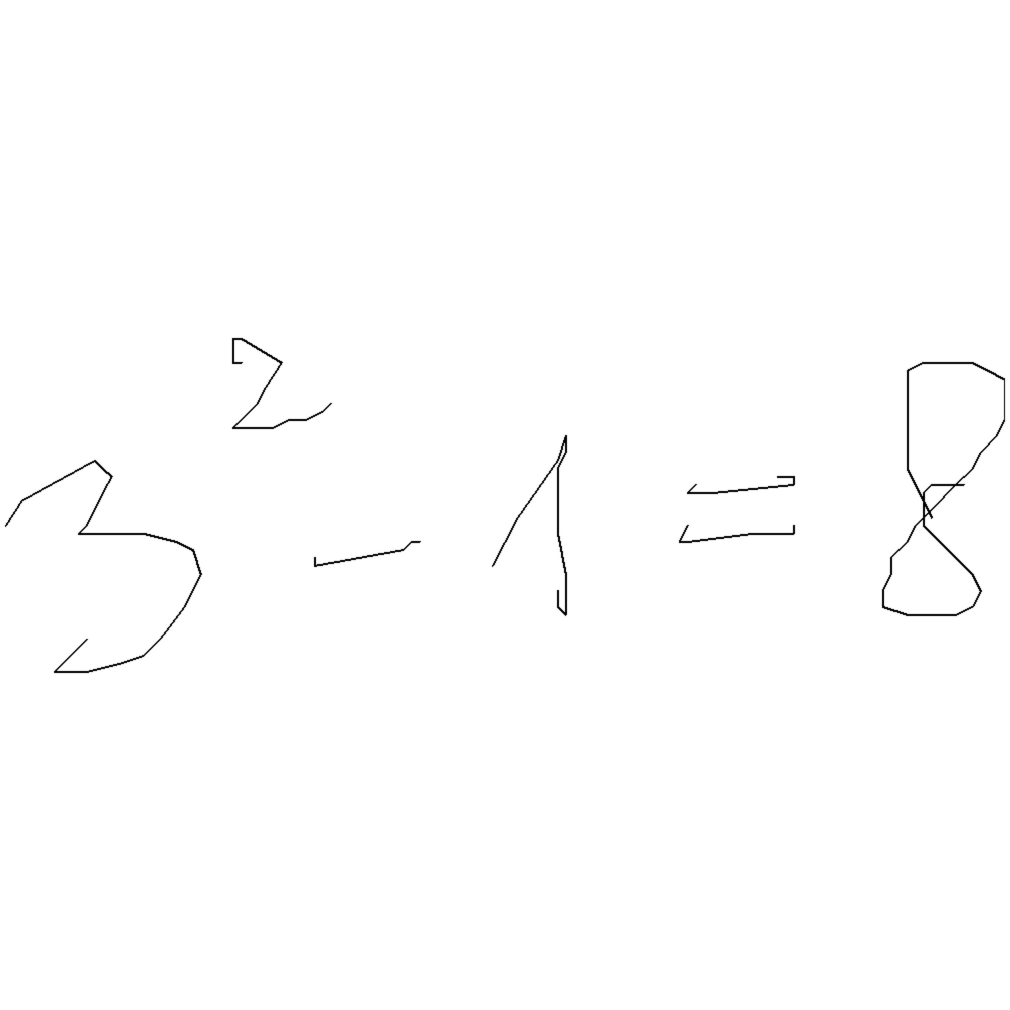 3² - 1 = 8